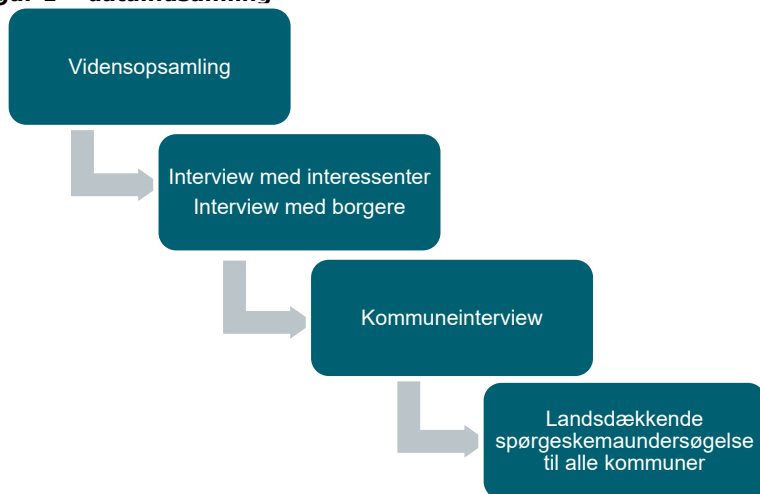 Vidensopsamling
Interview med interessenter
Interview med borgere
Kommuneinterview
Landsdækkende
spørgeskemaundersøgelse
til alle kommuner